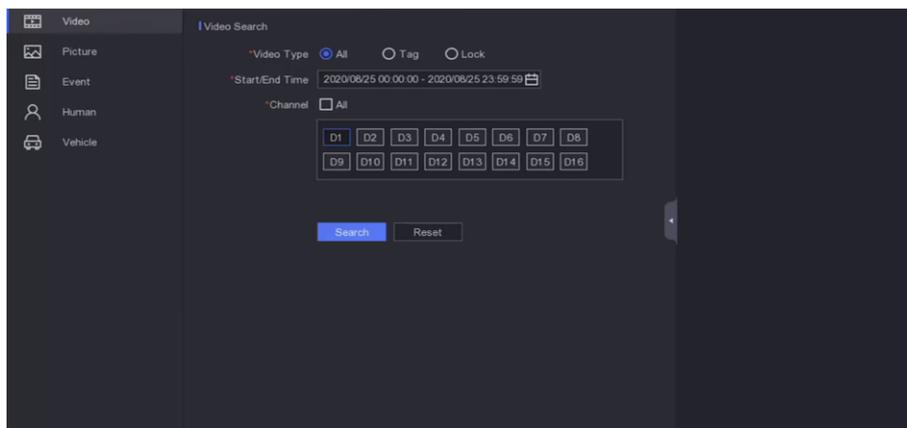 Video
Picture
Event
Human
Vehicle
Video Search
*Video Type All Tag Lock
*Start/End Time 2020/08/25 00:00:00 - 2020/08/25 23:59:59
*Channel All
D1 D2 D3 D4 D5 D6 D7 D8
D9 D10 D11 D12 D13 D14 D15 D16
Search Reset